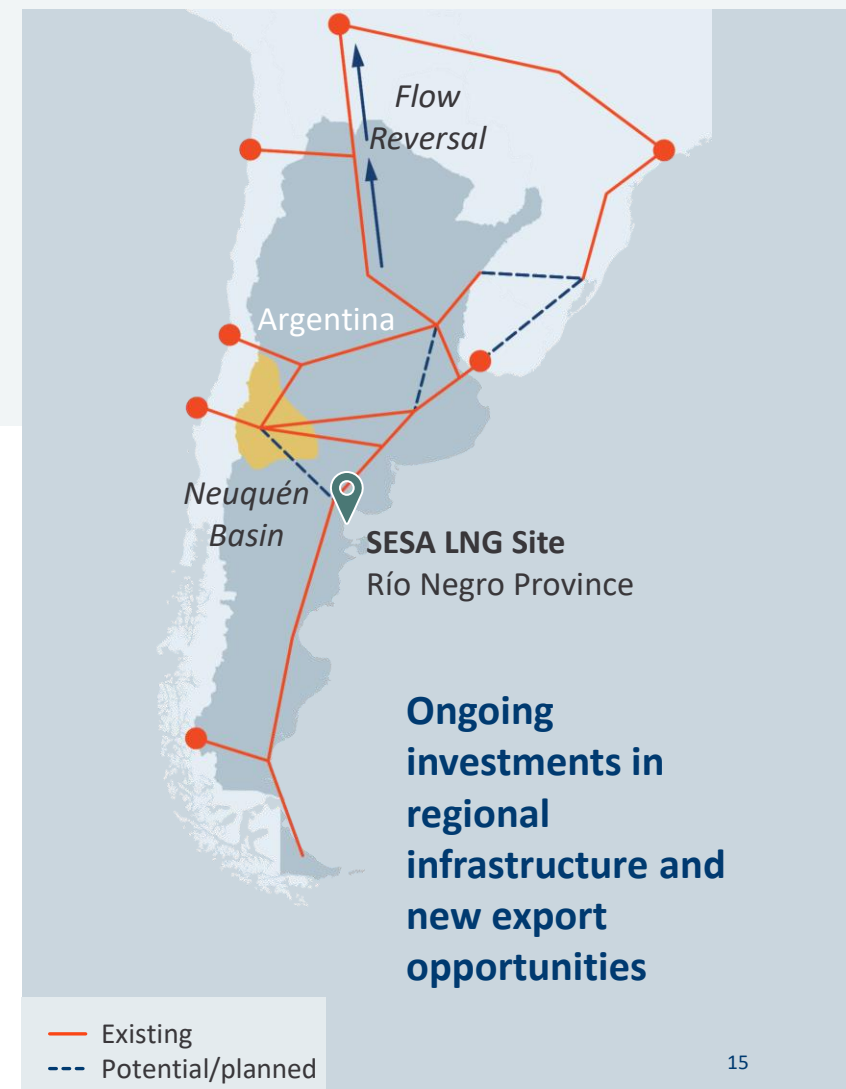 Flow
Reversal
Argentina
Neuquén
Basin
SESA LNG Site
Río Negro Province
Ongoing
investments in
regional
infrastructure and
new export
opportunities
Existing
Potential/planned
15